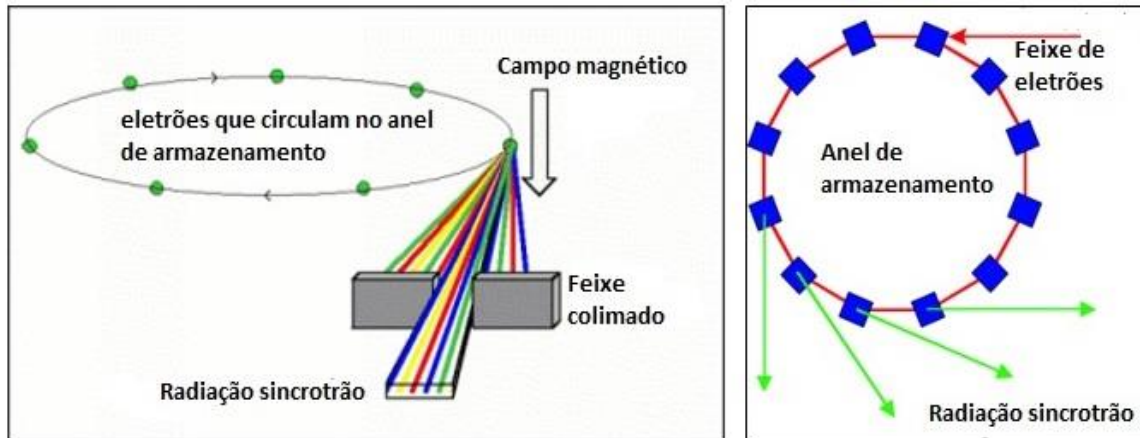 Campo magnético
eletrões que circulam no anel
de armazenamento
Feixe
colimado
Radiação sincrotrão
Feixe de
eletrões
Anel de
armazenamento
Radiação sincrotrão